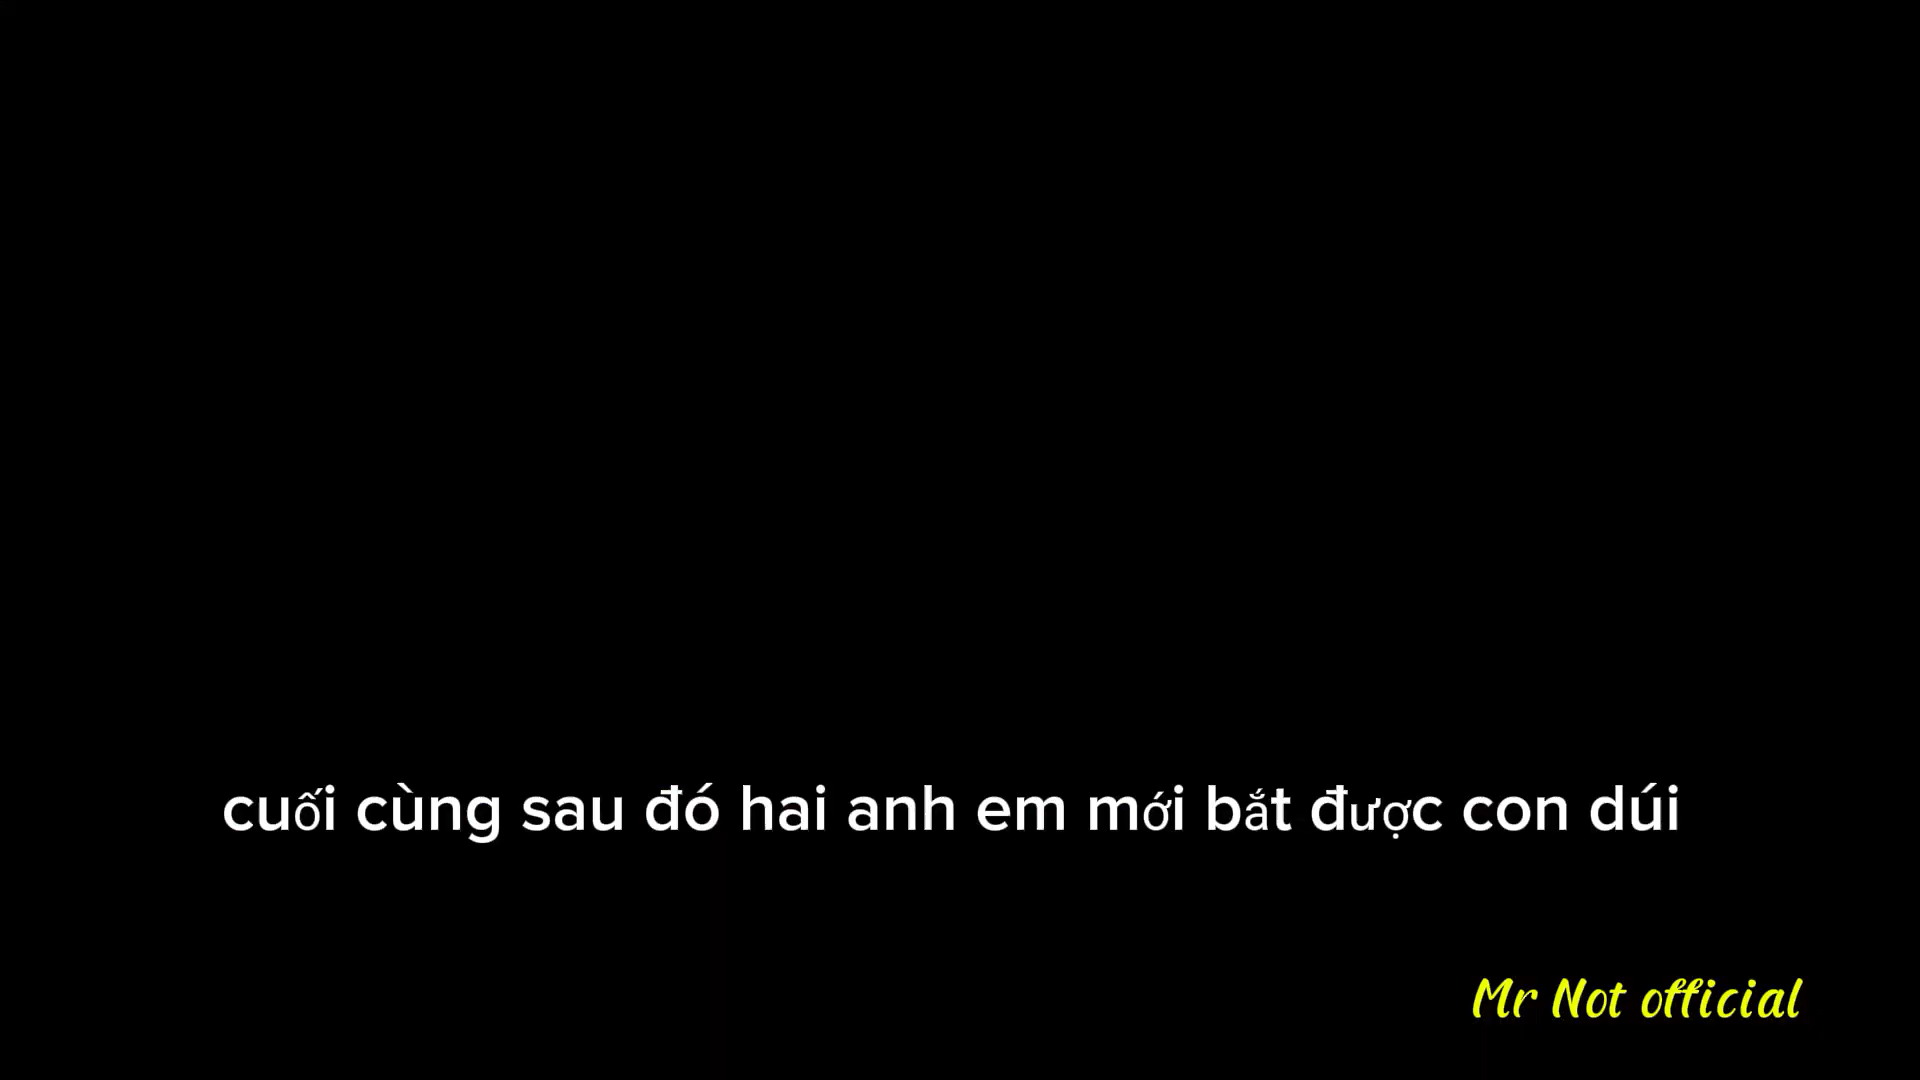 cuối cùng sau đó hai anh em mới bắt được con dúi
Mr Not official